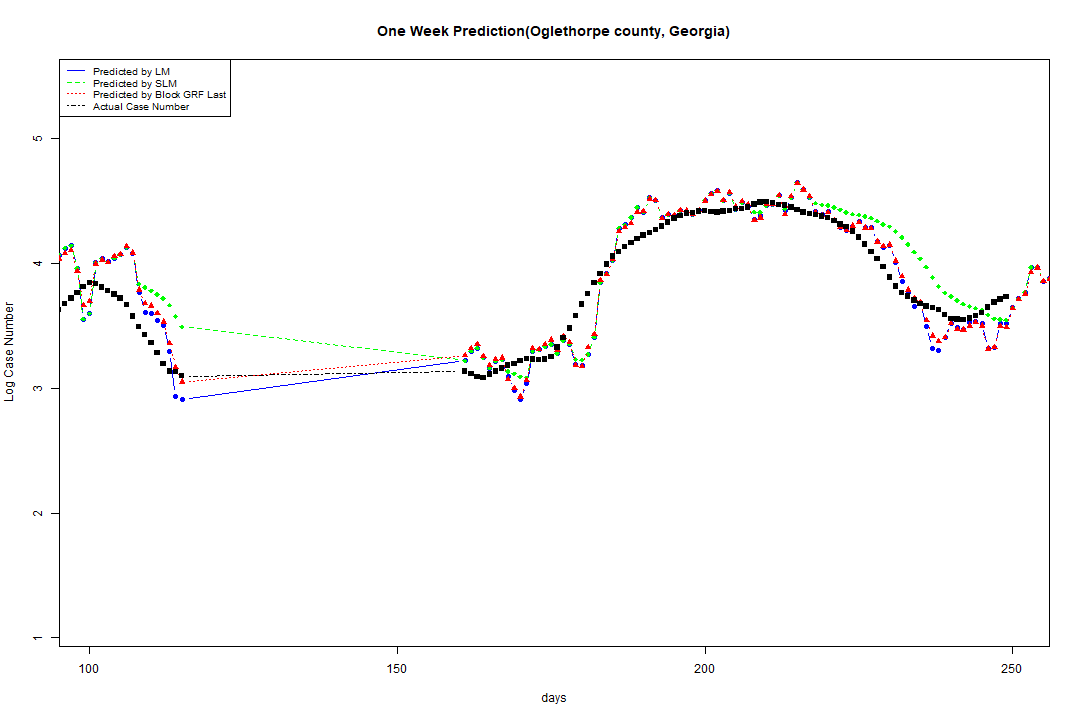 One Week Prediction(Oglethorpe county, Georgia)
Predicted by LM
Predicted by SLM
Predicted by Block GRF Last
Actual Case Number
5
4
3
2
1
Log Case Number
100 150 200 250
days